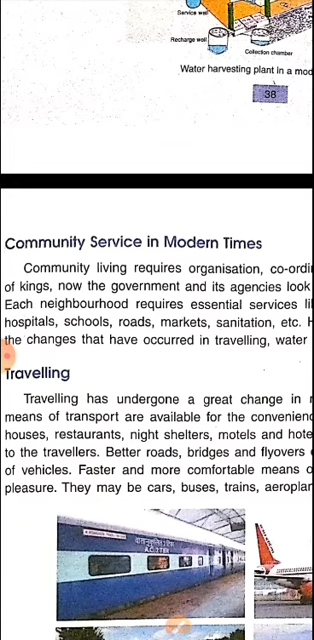 Service well
Recharge well
Collection chamber
Water harvesting plant in a mod
38
Community Service in Modern Times
Community living requires organisation, co-ordi
of kings, now the government and its agencies look
Each neighbourhood requires essential services li
hospitals, schools, roads, markets, sanitation, etc. H
the changes that have occurred in travelling, water
Travelling
Travelling has undergone a great change in
means of transport are available for the convenienc
houses, restaurants, night shelters, motels and hote
to the travellers. Better roads, bridges and flyovers
of vehicles. Faster and more comfortable means o
pleasure. They may be cars, buses, trains, aeroplan
A.C. 2 TIER